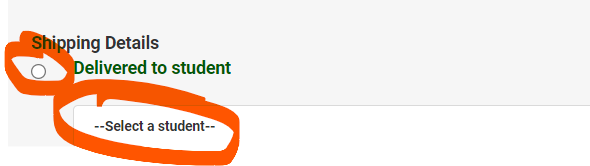 Shipping Details
Delivered to student
--Select a student--